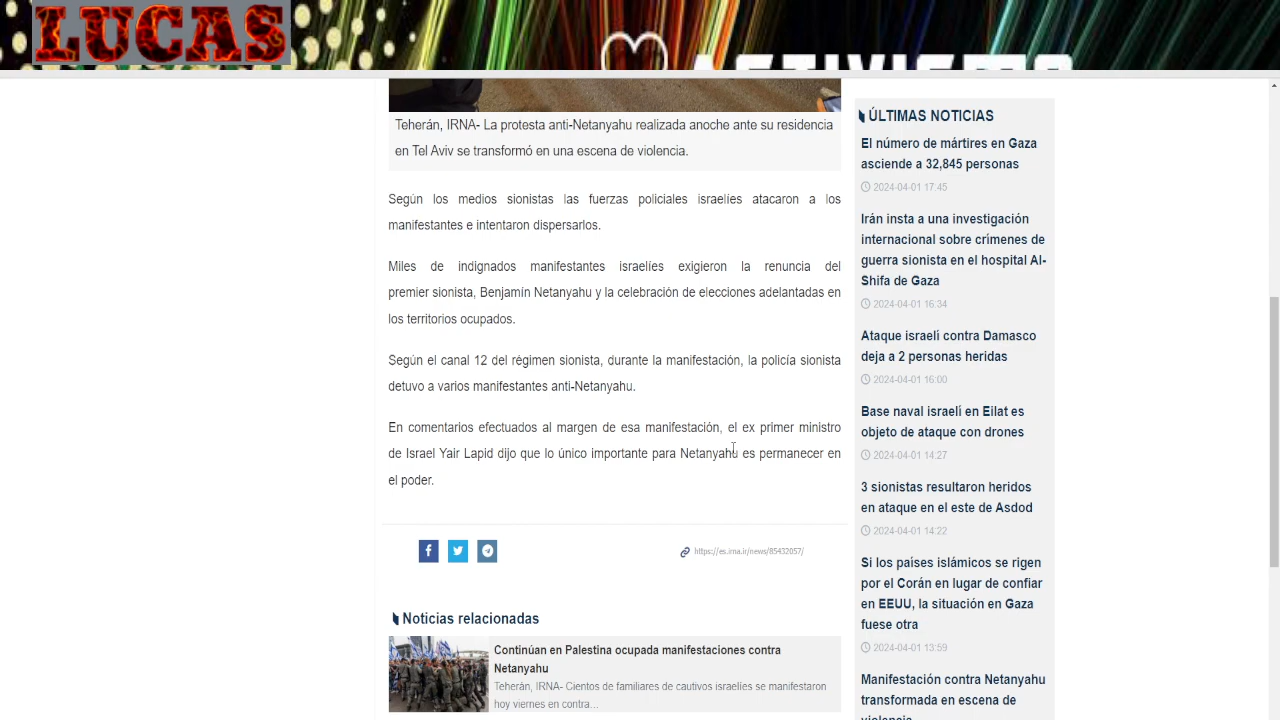 LUCAS
ACTIVISMO
Teherán, IRNA- La protesta anti-Netanyahu realizada anoche ante su residencia
en Tel Aviv se transformó en una escena de violencia.
Según los medios sionistas las fuerzas policiales israelíes atacaron a los
manifestantes e intentaron dispersarlos.
Miles de indignados manifestantes israelíes exigieron la renuncia del
premier sionista, Benjamín Netanyahu y la celebración de elecciones adelantadas en
los territorios ocupados.
Según el canal 12 del régimen sionista, durante la manifestación, la policía sionista
detuvo a varios manifestantes anti-Netanyahu.
En comentarios efectuados al margen de esa manifestación, el ex primer ministro
de Israel Yair Lapid dijo que lo único importante para Netanyahu es permanecer en
el poder.
https://es.irna.ir/news/85432057/
Noticias relacionadas
Continúan en Palestina ocupada manifestaciones contra
Netanyahu
Teherán, IRNA- Cientos de familiares de cautivos israelíes se manifestaron
hoy viernes en contra...
ÚLTIMAS NOTICIAS
El número de mártires en Gaza
asciende a 32,845 personas
2024-04-01 17:45
Irán insta a una investigación
internacional sobre crímenes de
guerra sionista en el hospital Al-
Shifa de Gaza
2024-04-01 16:34
Ataque israelí contra Damasco
deja a 2 personas heridas
2024-04-01 16:00
Base naval israelí en Eilat es
objeto de ataque con drones
2024-04-01 14:27
3 sionistas resultaron heridos
en ataque en el este de Asdod
2024-04-01 14:22
Si los países islámicos se rigen
por el Corán en lugar de confiar
en EEUU, la situación en Gaza
fuese otra
2024-04-01 13:59
Manifestación contra Netanyahu
transformada en escena de
violencia